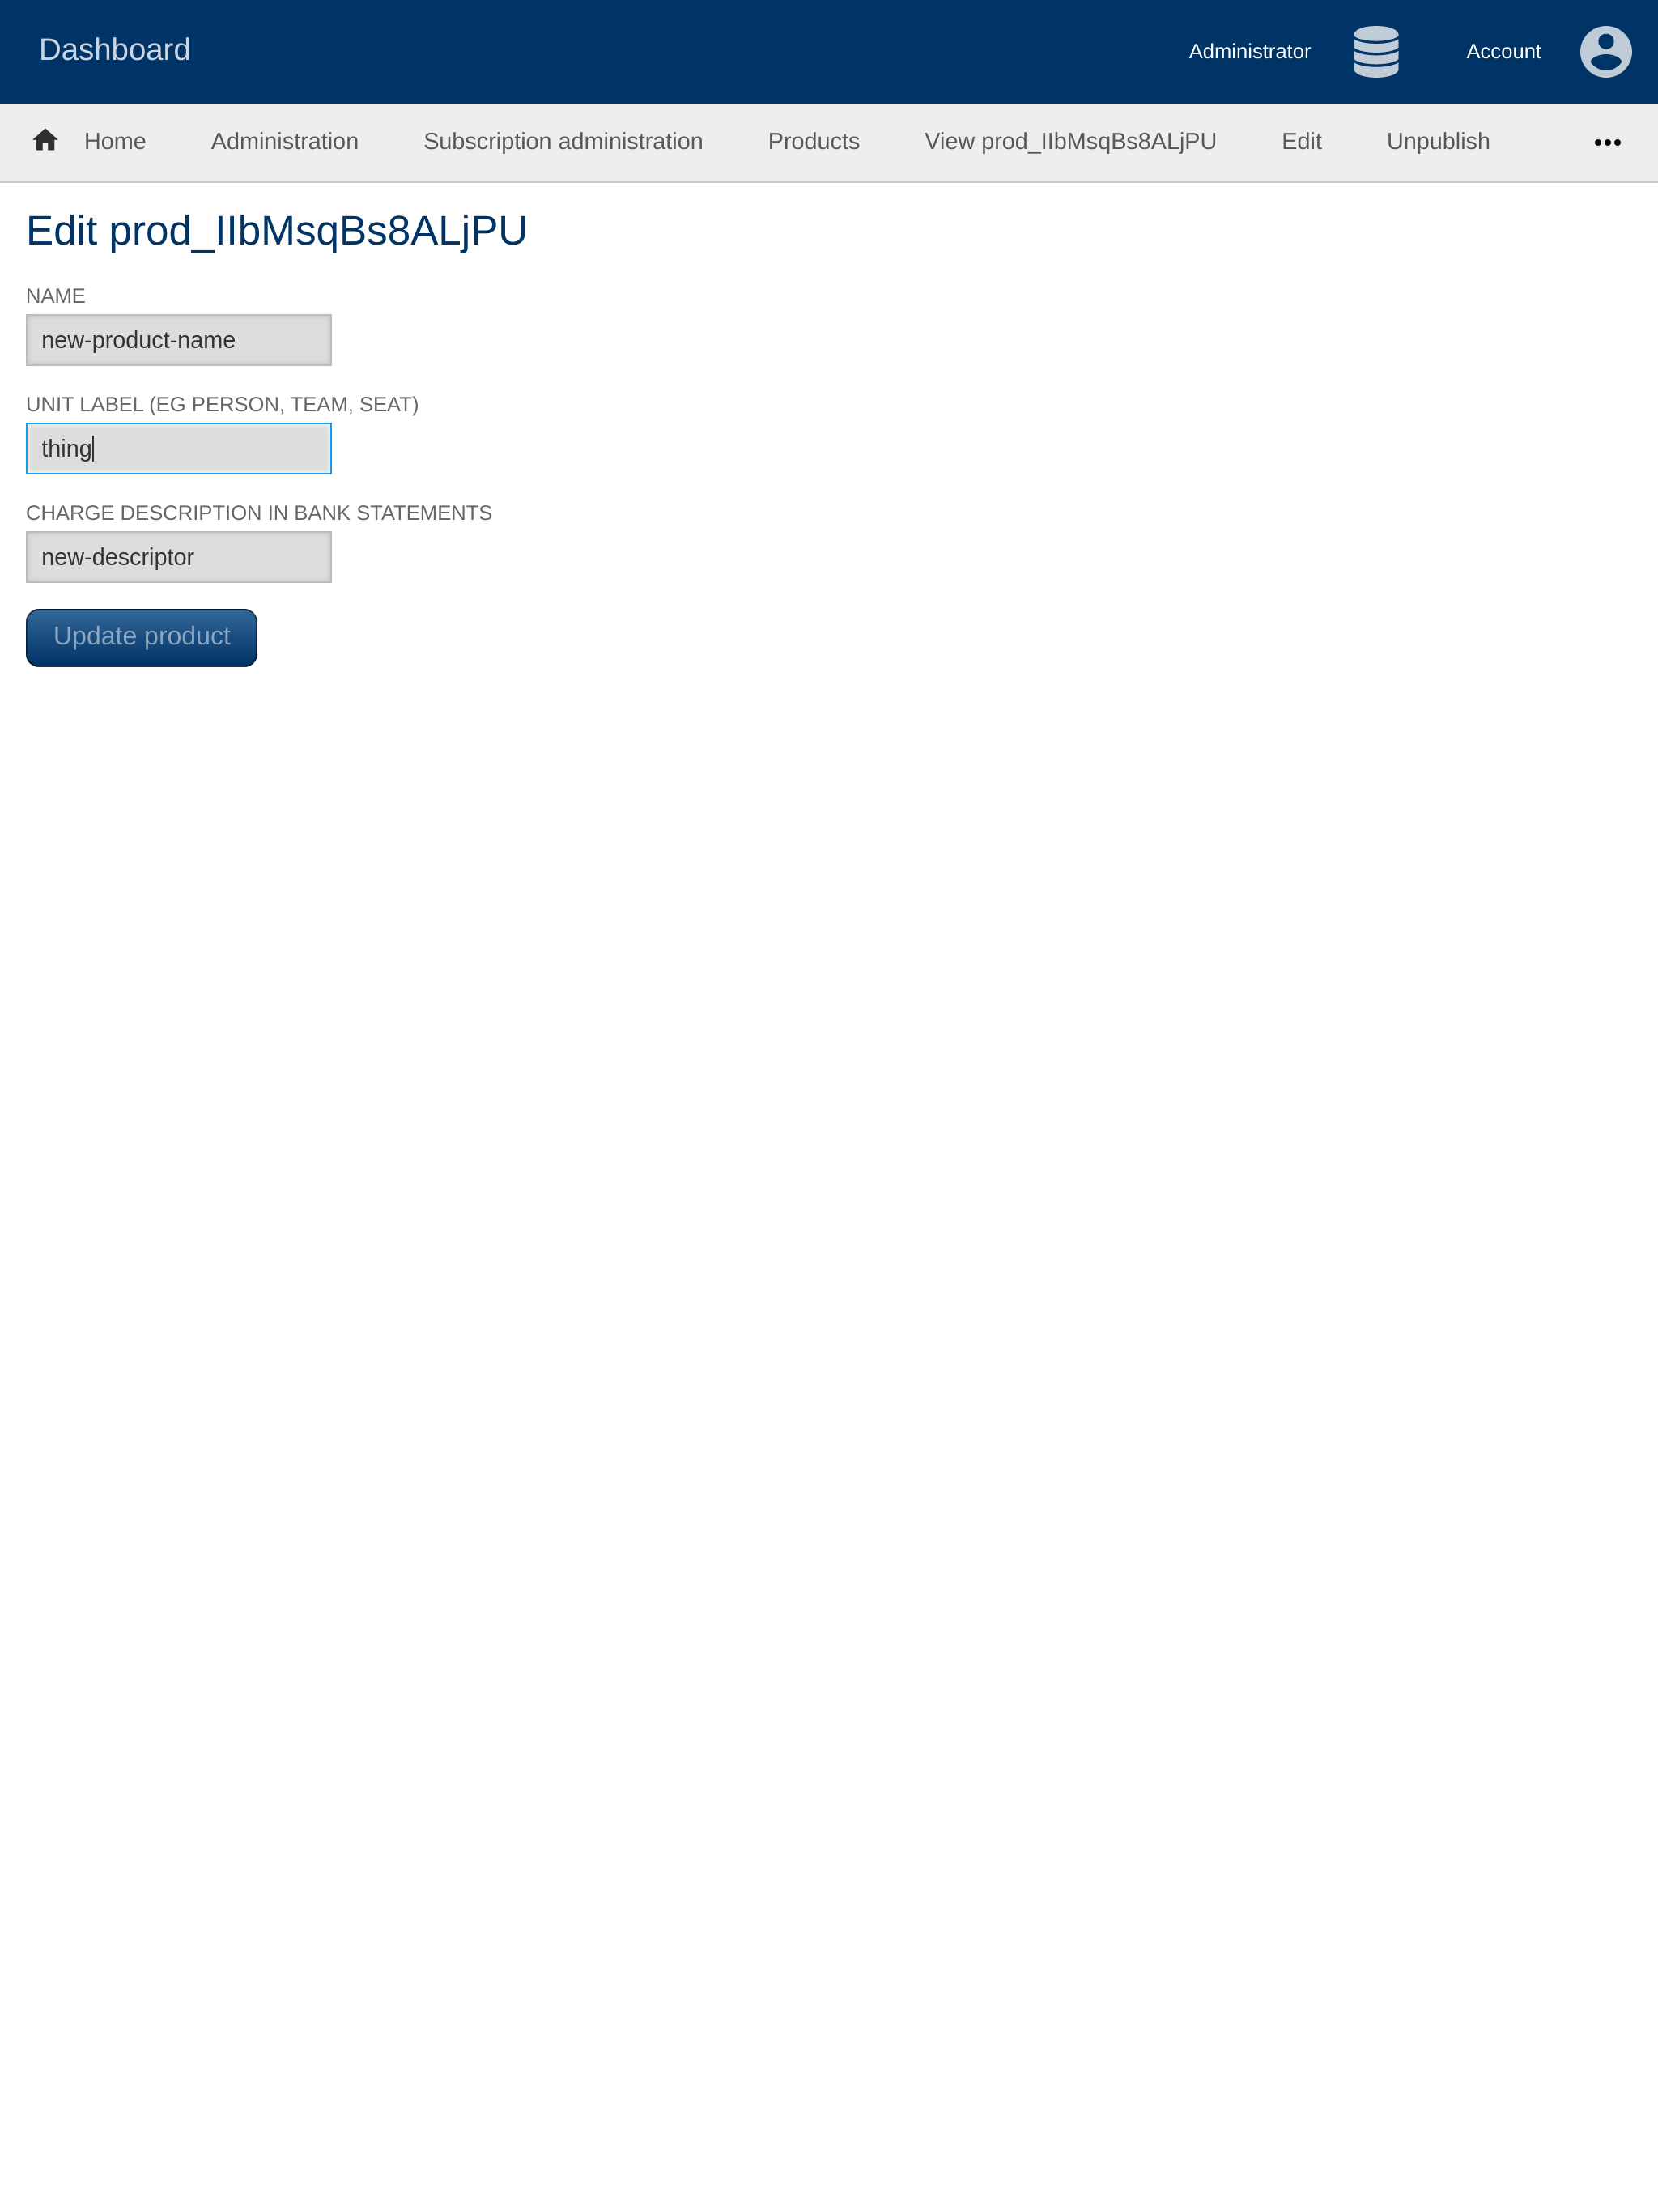 Dashboard Administrator Account
Home Administration Subscription administration Products View prod_IIbMsqBs8ALjPU Edit Unpublish
Edit prod_IIbMsqBs8ALjPU
NAME
new-product-name
UNIT LABEL (EG PERSON, TEAM, SEAT)
thing
CHARGE DESCRIPTION IN BANK STATEMENTS
new-descriptor
Update product